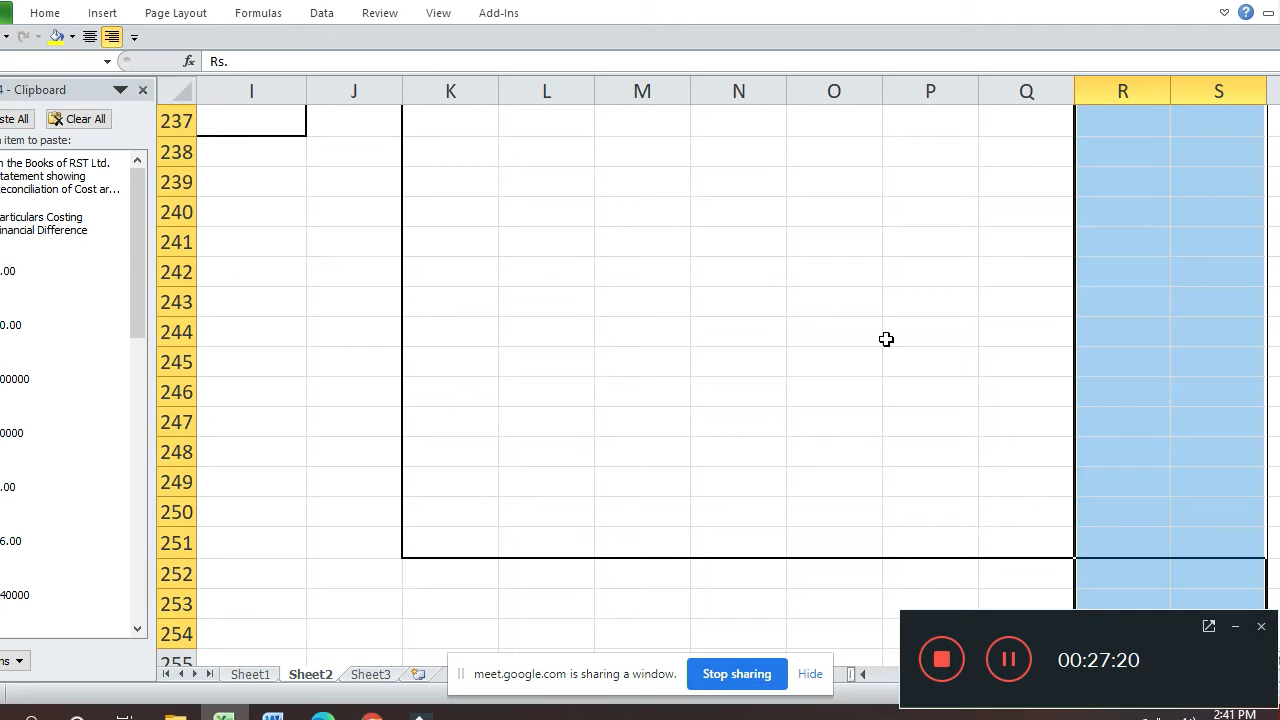 Home Insert Page Layout Formulas Data Review View Add-Ins
fx Rs.
4 - Clipboard
ste All Clear All
n item to paste:
n the Books of RST Ltd.
tatement showing
econciliation of Cost ar...
articulars Costing
inancial Difference
.00
0.00
00000
0000
.00
6.00
40000
ns
I J K L M N O P Q R S
237
238
239
240
241
242
243
244
245
246
247
248
249
250
251
252
253
254
255
Sheet1 Sheet2 Sheet3
meet.google.com is sharing a window. Stop sharing Hide
00:27:20
2:41 PM